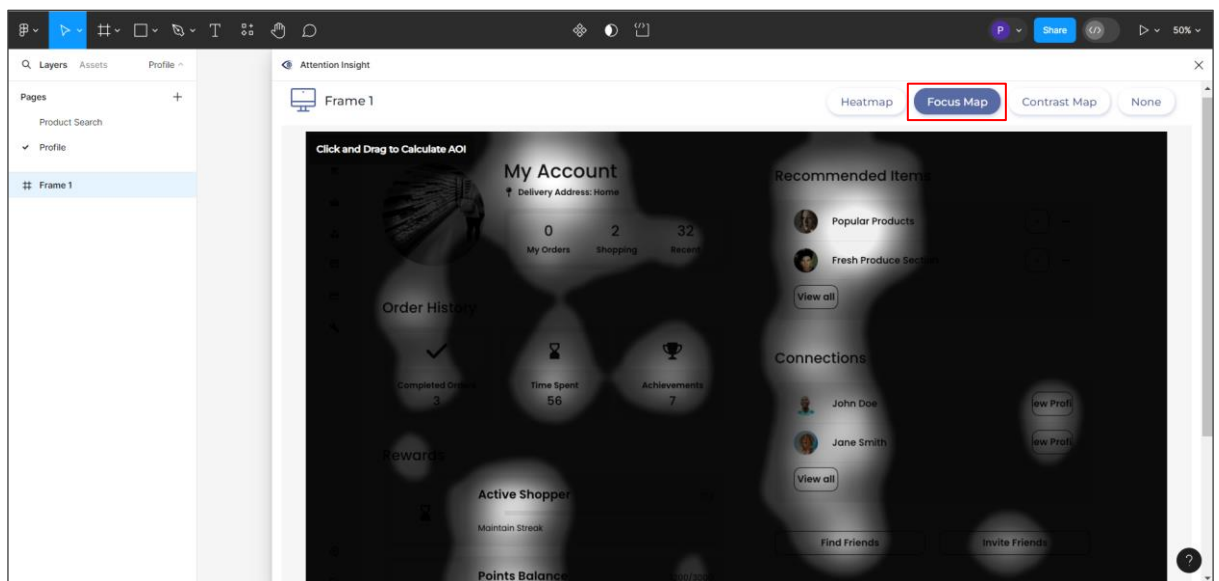 T
P
Share
50%
Layers Assets Profile
Attention Insight
Pages
Product Search
Profile
Frame 1
Frame 1
Heatmap Focus Map Contrast Map None
Click and Drag to Calculate AOI
My Account
Delivery Address: Home
0 2 32
My Orders Shopping Recent
Order History
Completed Orders Time Spent Achievements
3 56 7
Rewards
Active Shopper
Maintain Streak
Points Balance
Recommended Items
Popular Products
Fresh Produce Section
View all
Connections
John Doe ew Profi
Jane Smith ew Profi
View all
Find Friends Invite Friends
?